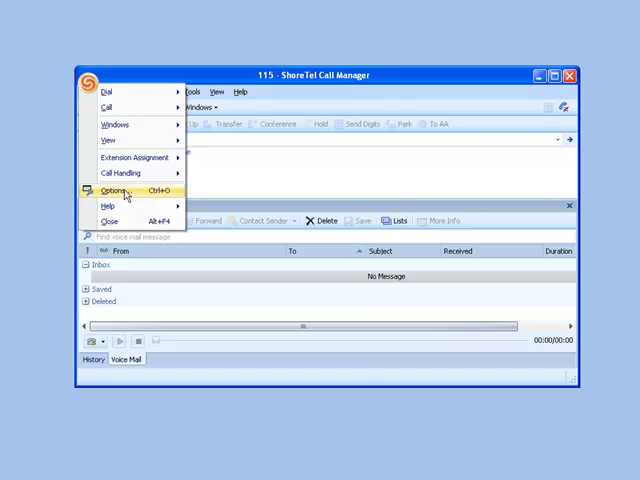 115 - ShoreTel Call Manager
Tools View Help
Dial
Call
Windows
View
Extension Assignment
Call Handling
Options... Ctrl+O
Help
Close Alt+F4
Windows
Up Transfer Conference Hold Send Digits Park To AA
Forward Contact Sender Delete Save Lists More Info
Find voice mail message
! From To Subject Received Duration
Inbox
No Message
Saved
Deleted
00:00/00:00
History Voice Mail